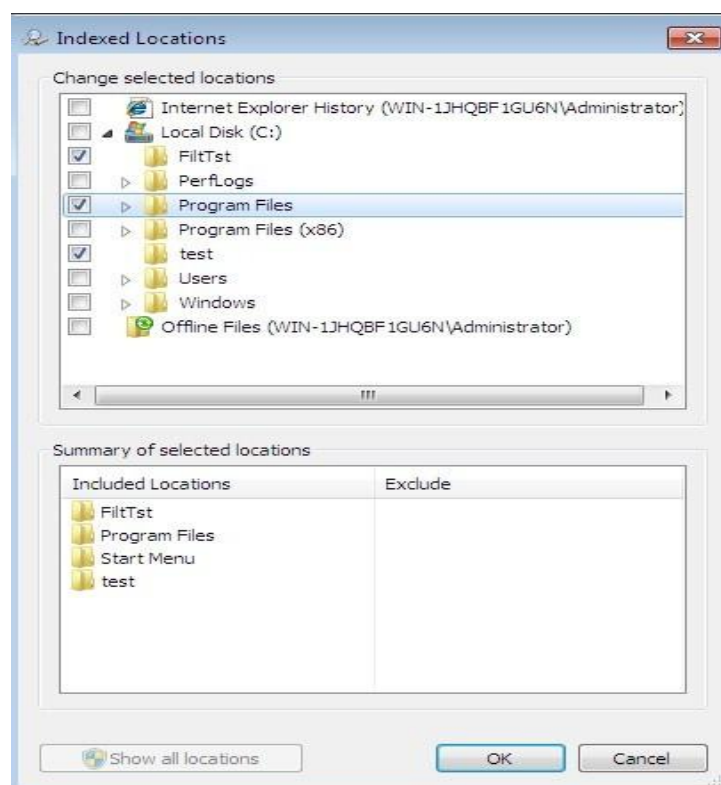 Indexed Locations
Change selected locations
Internet Explorer History (WIN-1JHQBF1GU6N\Administrator)
Local Disk (C:)
FiltTst
PerfLogs
Program Files
Program Files (x86)
test
Users
Windows
Offline Files (WIN-1JHQBF1GU6N\Administrator)
Summary of selected locations
Included Locations Exclude
FiltTst
Program Files
Start Menu
test
Show all locations OK Cancel